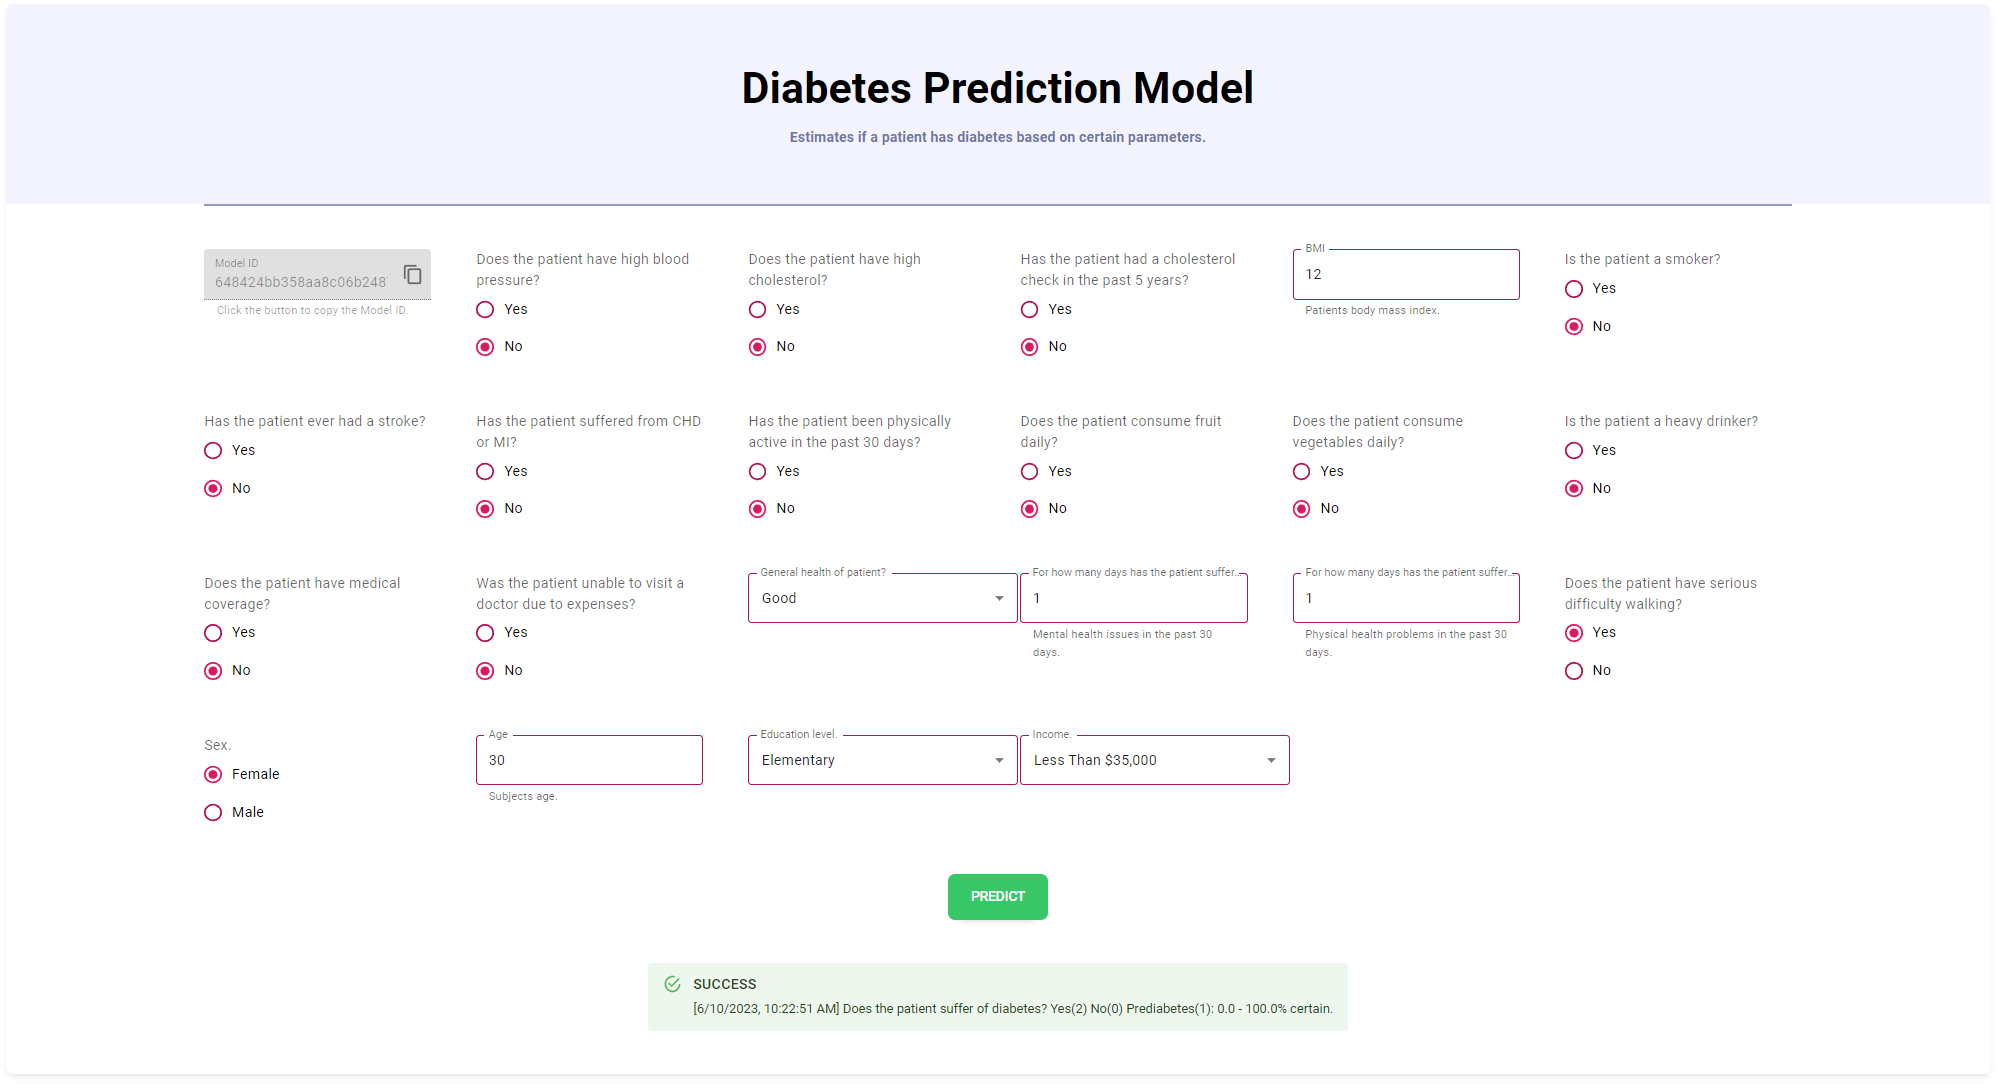 Diabetes Prediction Model
Estimates if a patient has diabetes based on certain parameters.
Model ID
648424bb358aa8c06b248
Click the button to copy the Model ID.
Does the patient have high blood
pressure?
Yes
No
Does the patient have high
cholesterol?
Yes
No
Has the patient had a cholesterol
check in the past 5 years?
Yes
No
BMI
12
Patients body mass index.
Is the patient a smoker?
Yes
No
Has the patient ever had a stroke?
Yes
No
Has the patient suffered from CHD
or MI?
Yes
No
Has the patient been physically
active in the past 30 days?
Yes
No
Does the patient consume fruit
daily?
Yes
No
Does the patient consume
vegetables daily?
Yes
No
Is the patient a heavy drinker?
Yes
No
Does the patient have medical
coverage?
Yes
No
Was the patient unable to visit a
doctor due to expenses?
Yes
No
General health of patient?
Good
For how many days has the patient suffer...
1
Mental health issues in the past 30
days.
For how many days has the patient suffer...
1
Physical health problems in the past 30
days.
Does the patient have serious
difficulty walking?
Yes
No
Sex.
Female
Male
Age
30
Subjects age.
Education level.
Elementary
Income.
Less Than $35,000
PREDICT
SUCCESS
[6/10/2023, 10:22:51 AM] Does the patient suffer of diabetes? Yes(2) No(0) Prediabetes(1): 0.0 - 100.0% certain.